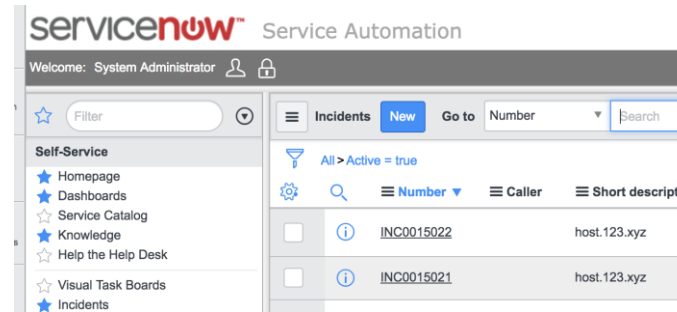 servicenow™ Service Automation
Welcome: System Administrator
Filter
Incidents New Go to Number Search
Self-Service
All > Active = true
Homepage
Dashboards
Service Catalog
Knowledge
Help the Help Desk
Visual Task Boards
Incidents
Number Caller Short descript
INC0015022 host.123.xyz
INC0015021 host.123.xyz